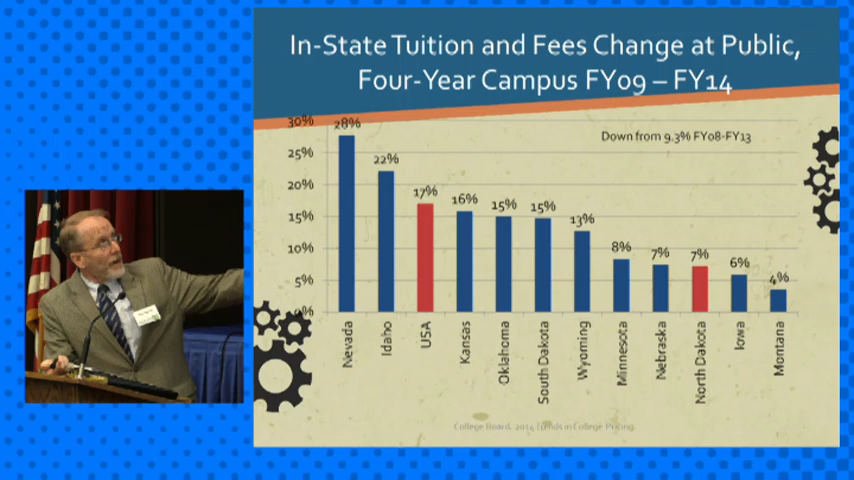 In-State Tuition and Fees Change at Public,
Four-Year Campus FY09 – FY14
Down from 9.3% FY08-FY13
30%
25%
20%
15%
10%
5%
0%
28%
22%
17%
16%
15%
15%
13%
8%
7%
7%
6%
4%
Nevada
Idaho
USA
Kansas
Oklahoma
South Dakota
Wyoming
Minnesota
Nebraska
North Dakota
Iowa
Montana
College Board, 2014 Trends in College Pricing